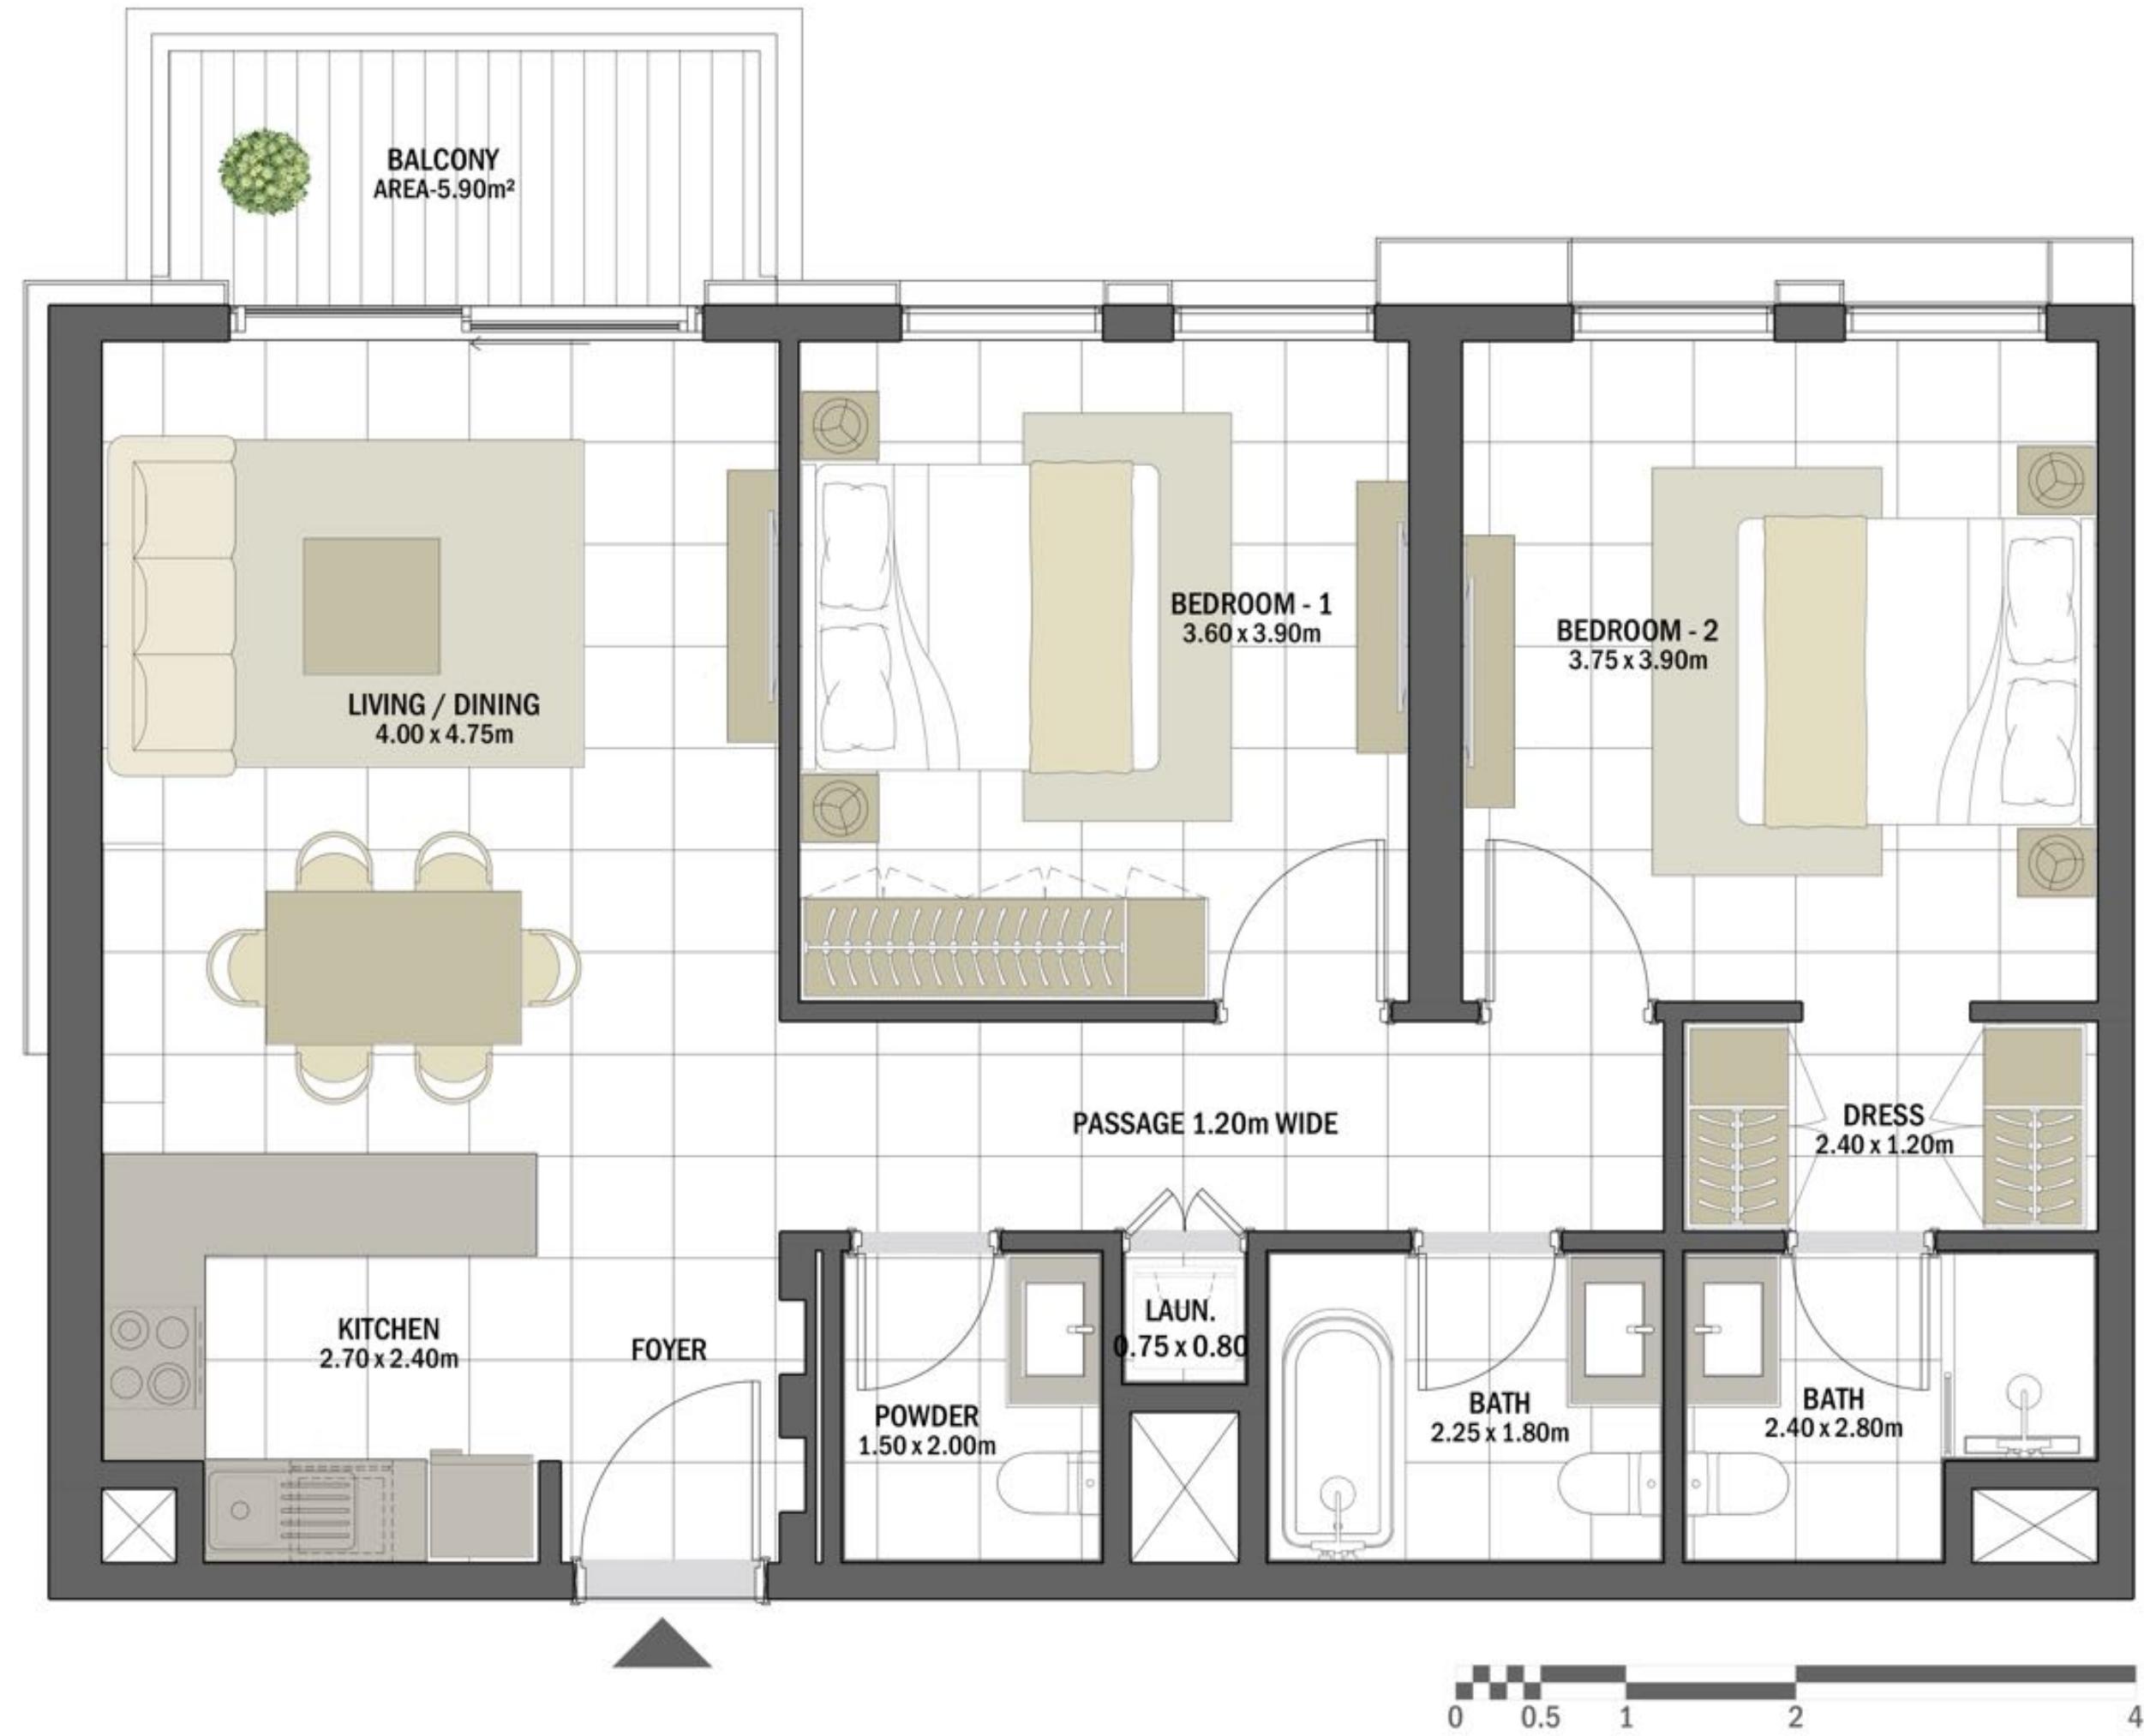 BALCONY
AREA-5.90m²
BEDROOM - 1
3.60 x 3.90m
BEDROOM - 2
3.75 x 3.90m
LIVING / DINING
4.00 x 4.75m
PASSAGE 1.20m WIDE
DRESS
2.40 x 1.20m
KITCHEN
2.70 x 2.40m
FOYER
LAUN.
0.75 x 0.80
POWDER
1.50 x 2.00m
BATH
2.25 x 1.80m
BATH
2.40 x 2.80m
0 0.5 1 2 4